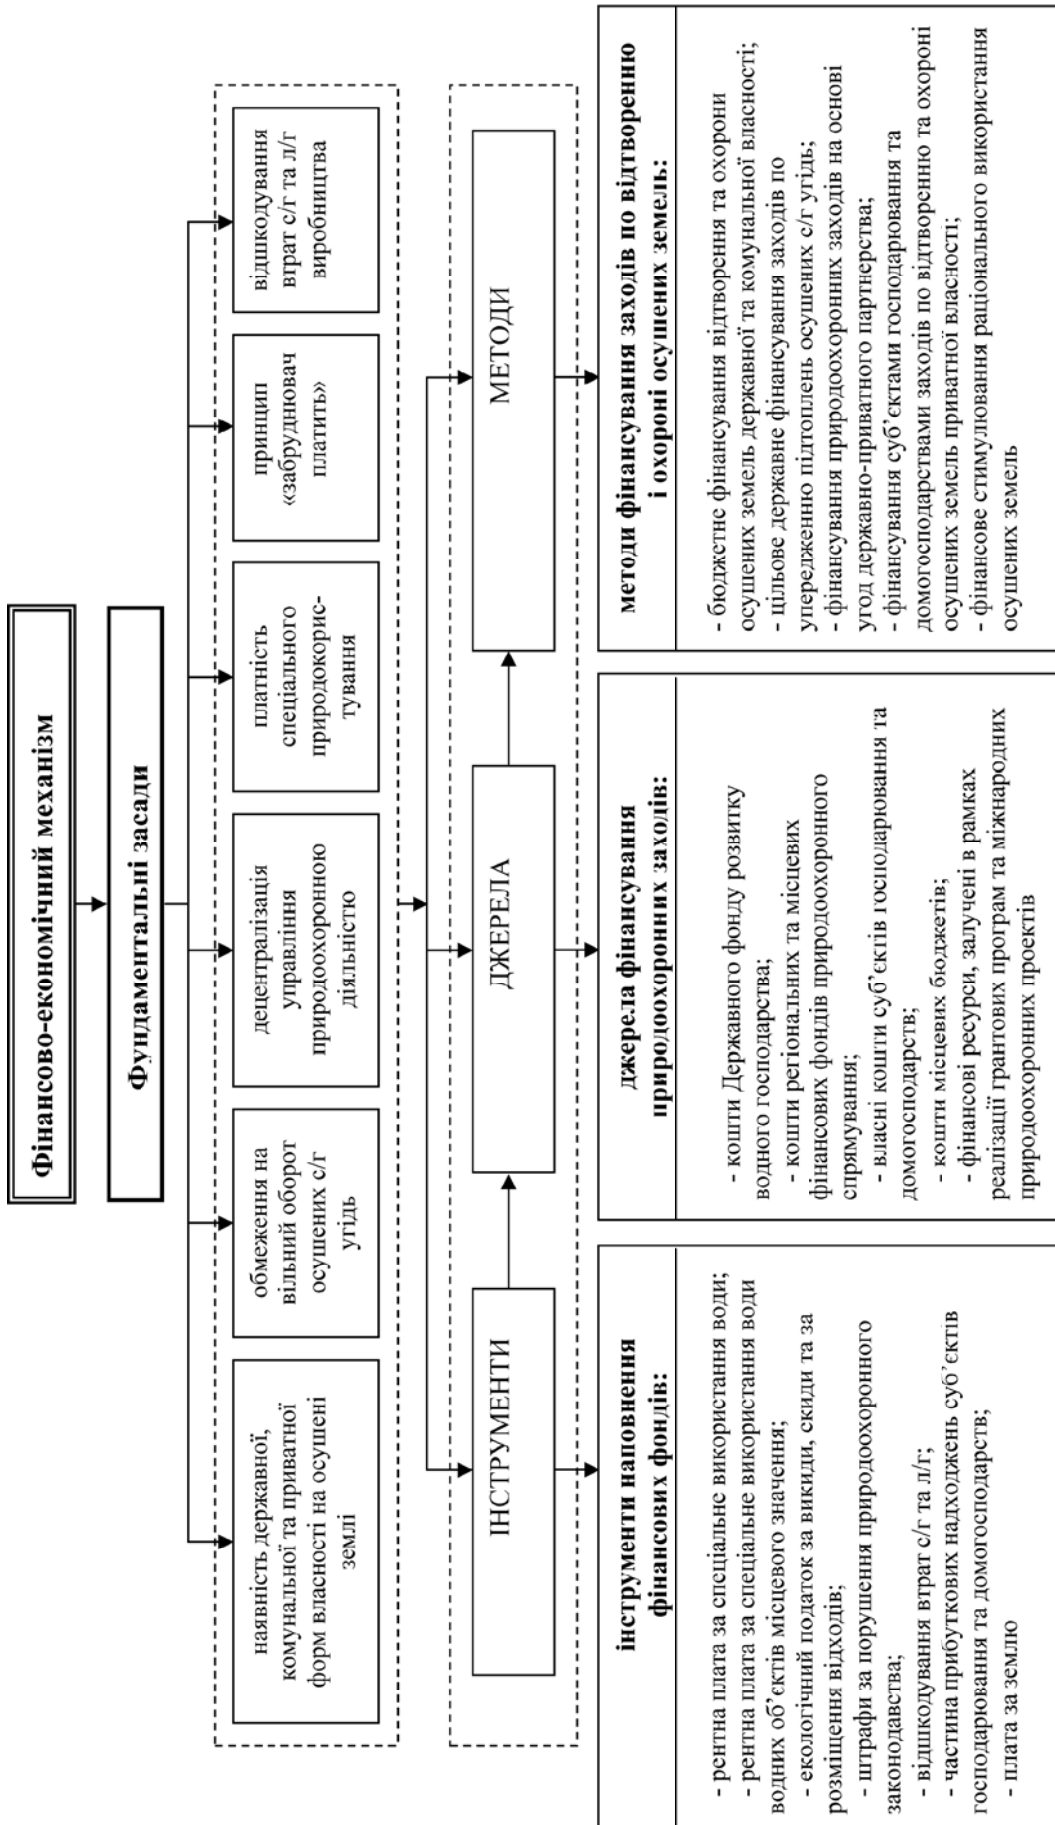 Фінансово-економічний механізм
Фундаментальні засади
наявність державної,
комунальної та приватної
форм власності на осушені
землі
обмеження на
вільний оборот
осушених с/г
угідь
децентралізація
управління
природоохоронною
діяльністю
платність
спеціального
природокорис-
тування
принцип
«забруднювач
платить»
відшкодування
втрат с/г та л/г
виробництва
ІНСТРУМЕНТИ
ДЖЕРЕЛА
МЕТОДИ
інструменти наповнення
фінансових фондів:
- рентна плата за спеціальне використання води;
- рентна плата за спеціальне використання води
водних об’єктів місцевого значення;
- екологічний податок за викиди, скиди та за
розміщення відходів;
- штрафи за порушення природоохоронного
законодавства;
- відшкодування втрат с/г та л/г;
- частина прибуткових надходжень суб’єктів
господарювання та домогосподарств;
- плата за землю
джерела фінансування
природоохоронних заходів:
- кошти Державного фонду розвитку
водного господарства;
- кошти регіональних та місцевих
фінансових фондів природоохоронного
спрямування;
- власні кошти суб’єктів господарювання та
домогосподарств;
- кошти місцевих бюджетів;
- фінансові ресурси, залучені в рамках
реалізації грантових програм та міжнародних
природоохоронних проектів
методи фінансування заходів по відтворенню
і охороні осушених земель:
- бюджетне фінансування відтворення та охорони
осушених земель державної та комунальної власності;
- цільове державне фінансування заходів по
упередженню підтоплень осушених с/г угідь;
- фінансування природоохоронних заходів на основі
угод державно-приватного партнерства;
- фінансування суб’єктами господарювання та
домогосподарствами заходів по відтворенню та охороні
осушених земель приватної власності;
- фінансове стимулювання раціонального використання
осушених земель